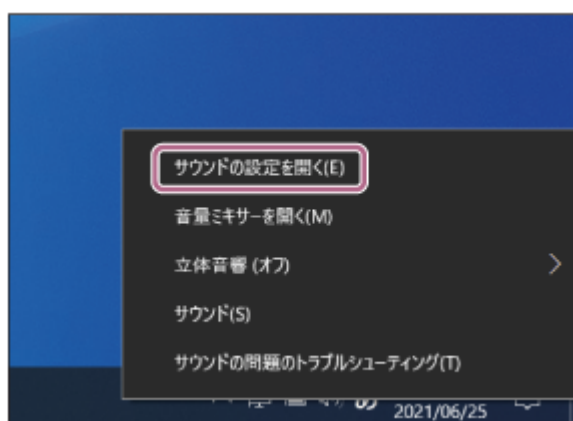 サウンドの設定を開く(E)
音量ミキサーを開く(M)
立体音響 (オフ)
サウンド(S)
サウンドの問題のトラブルシューティング(T)
2021/06/25